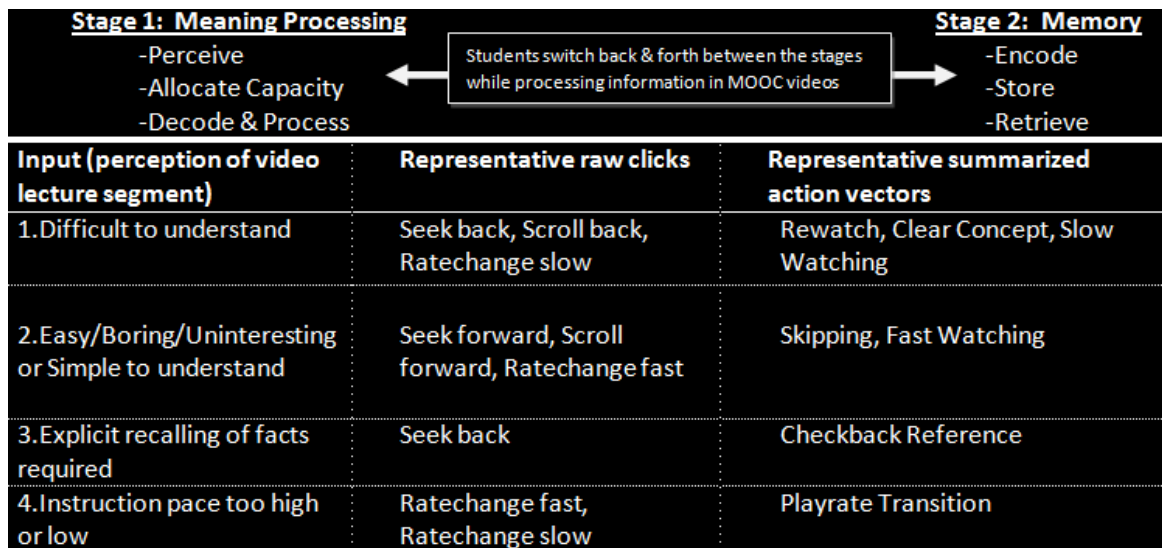 Stage 1:  Meaning Processing
-Perceive
-Allocate Capacity
-Decode & Process
Students switch back & forth between the stages
while processing information in MOOC videos
Stage 2:  Memory
-Encode
-Store
-Retrieve
Input (perception of video
lecture segment)
Representative raw clicks
Representative summarized
action vectors
1.Difficult to understand
Seek back, Scroll back,
Ratechange slow
Rewatch, Clear Concept, Slow
Watching
2.Easy/Boring/Uninteresting
or Simple to understand
Seek forward, Scroll
forward, Ratechange fast
Skipping, Fast Watching
3.Explicit recalling of facts
required
Seek back
Checkback Reference
4.Instruction pace too high
or low
Ratechange fast,
Ratechange slow
Playrate Transition